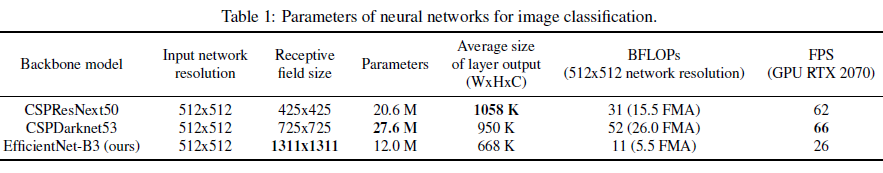 Table 1: Parameters of neural networks for image classification.
Backbone model Input network resolution Receptive field size Parameters Average size of layer output (WxHxC) BFLOPs (512x512 network resolution) FPS (GPU RTX 2070)
CSPResNext50 512x512 425x425 20.6 M 1058 K 31 (15.5 FMA) 62
CSPDarknet53 512x512 725x725 27.6 M 950 K 52 (26.0 FMA) 66
EfficientNet-B3 (ours) 512x512 1311x1311 12.0 M 668 K 11 (5.5 FMA) 26